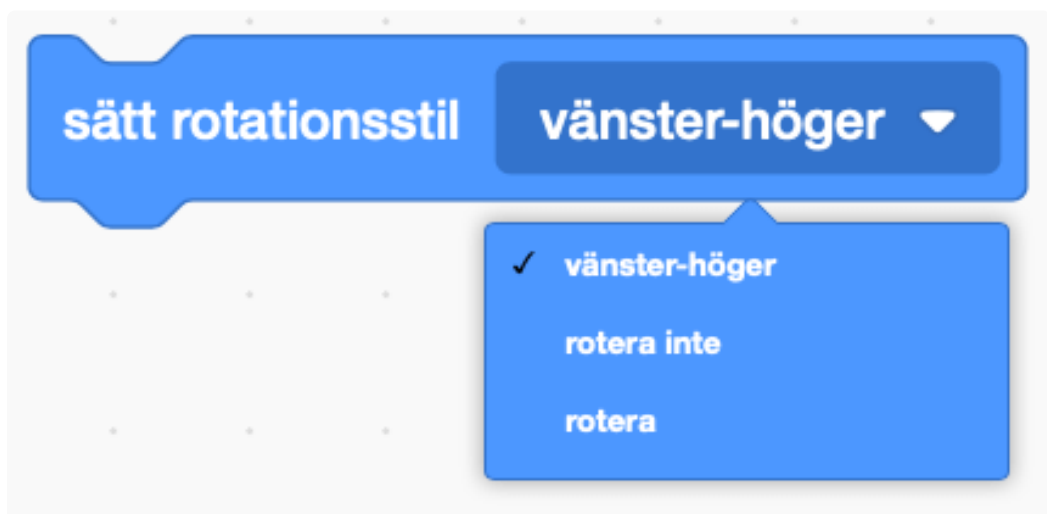 sätt rotationsstil vänster-höger
✓ vänster-höger
rotera inte
rotera